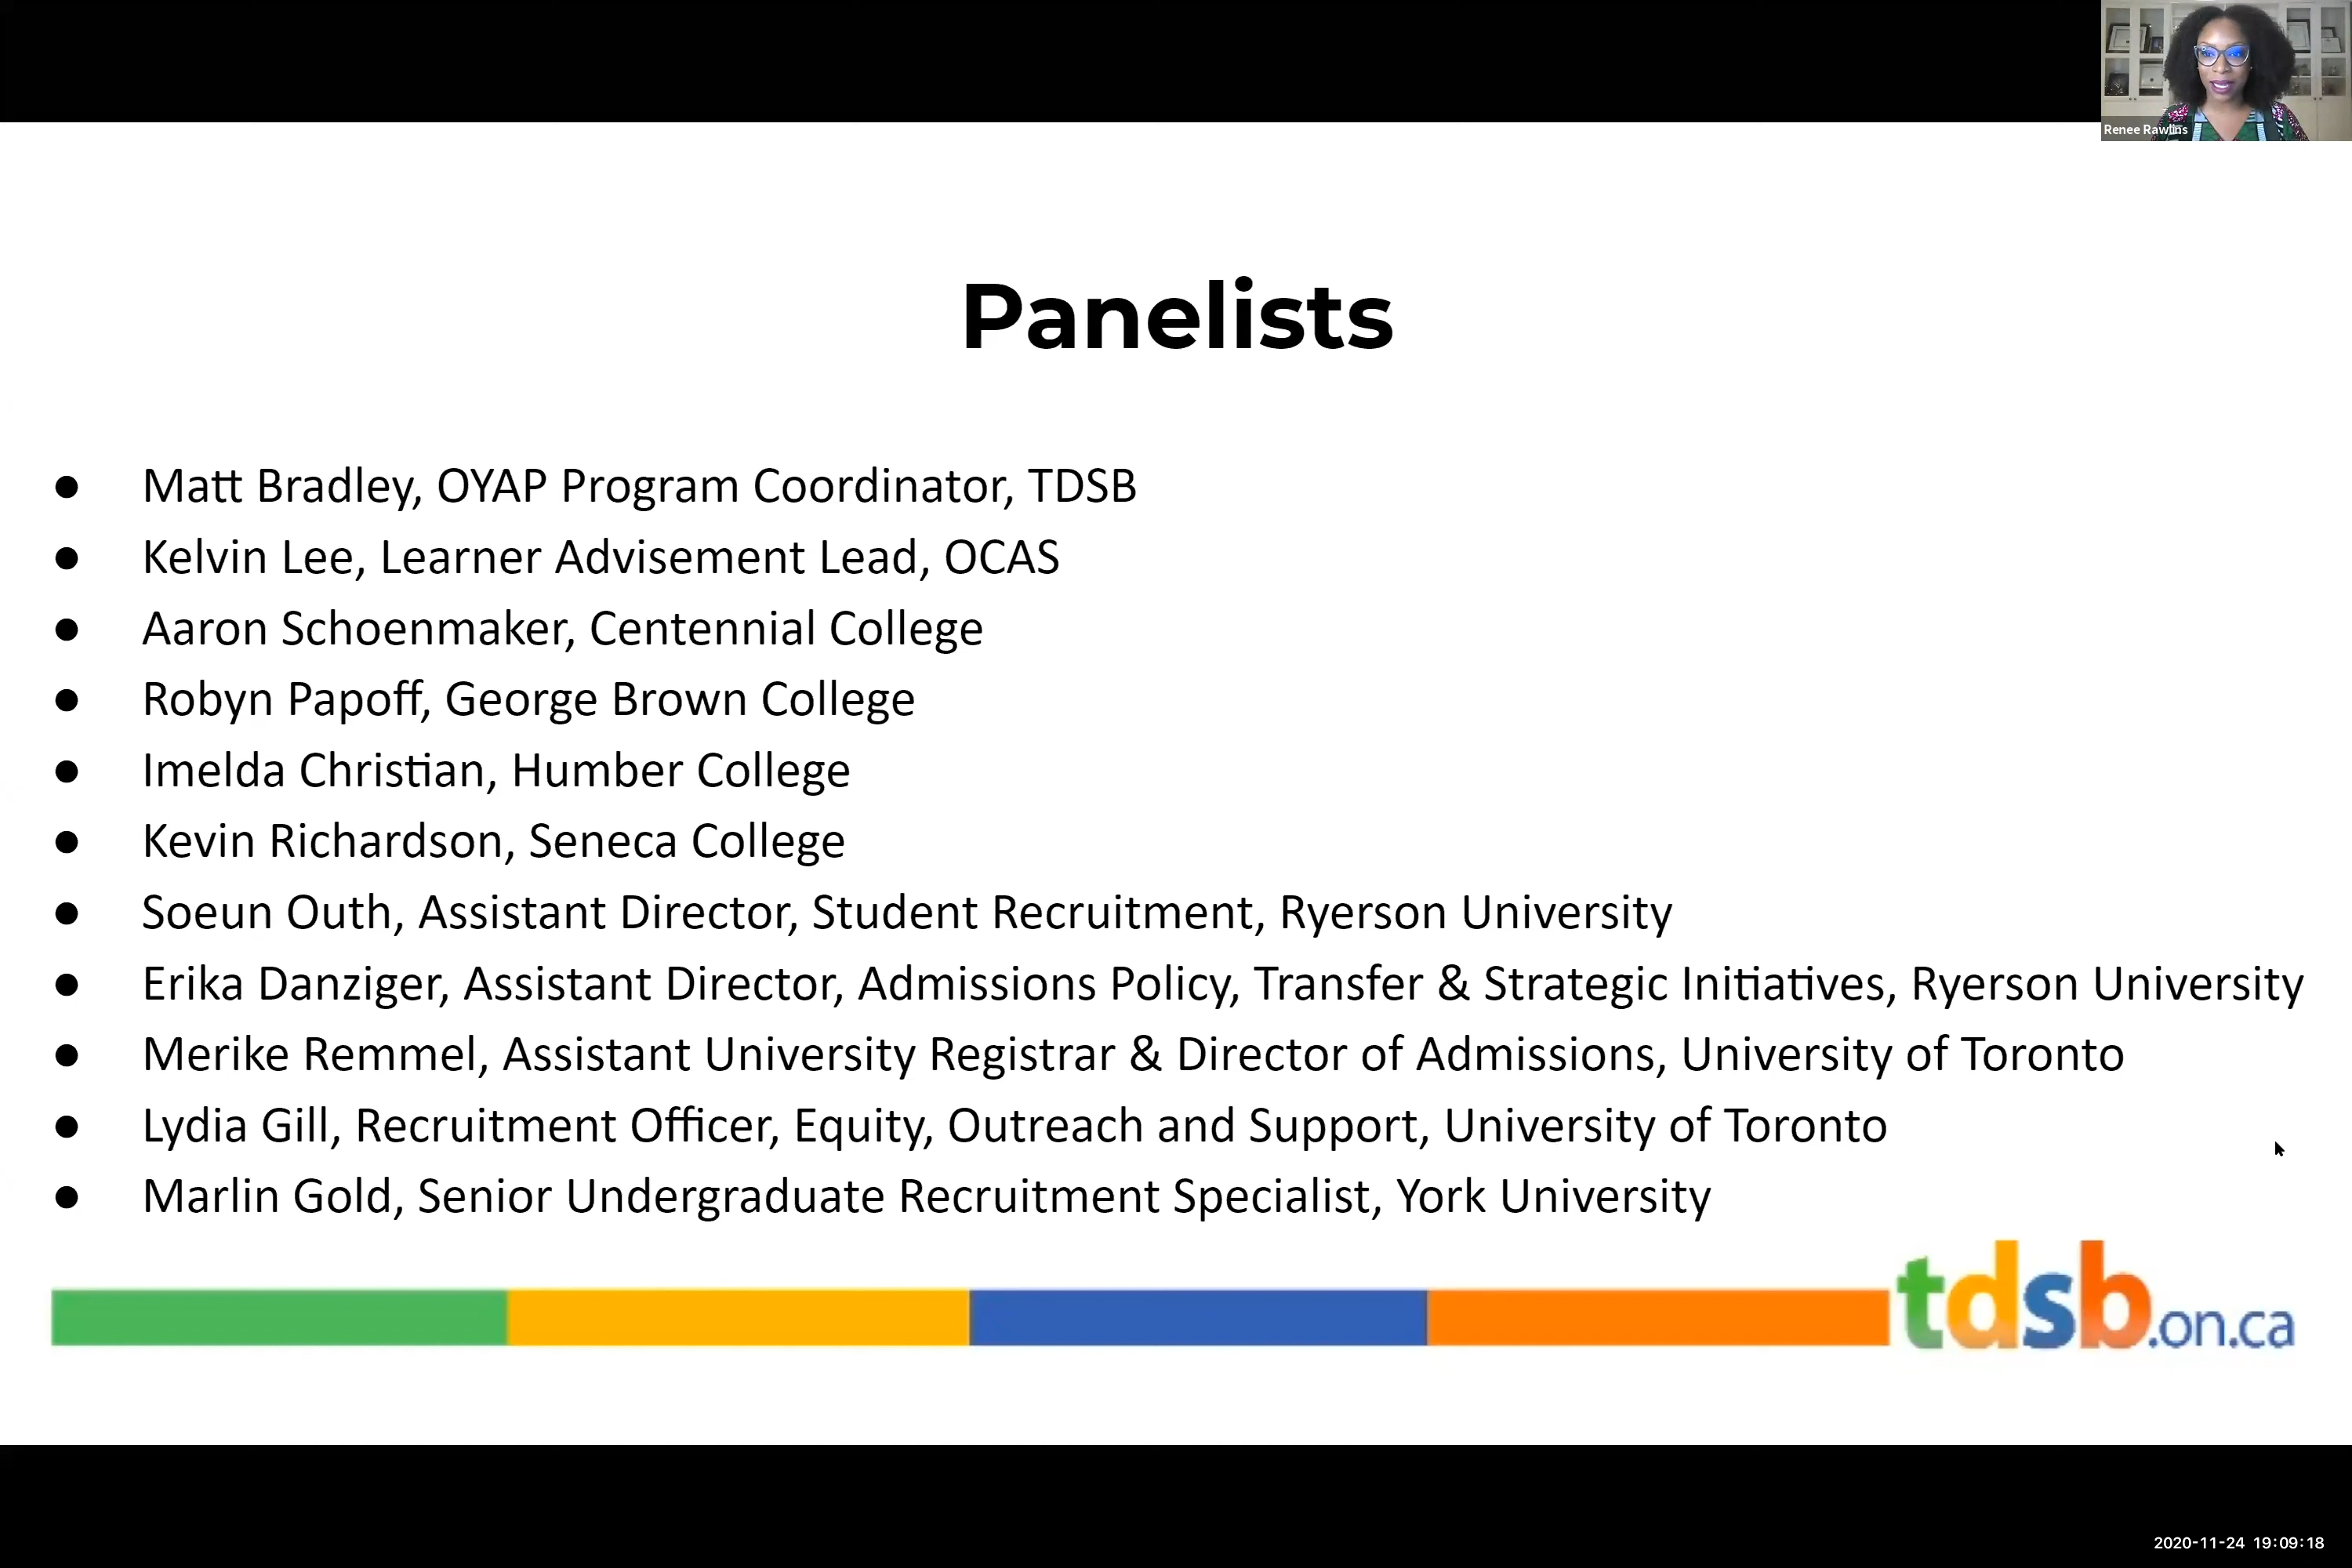 Renee Rawlins
Panelists
● Matt Bradley, OYAP Program Coordinator, TDSB
● Kelvin Lee, Learner Advisement Lead, OCAS
● Aaron Schoenmaker, Centennial College
● Robyn Papoff, George Brown College
● Imelda Christian, Humber College
● Kevin Richardson, Seneca College
● Soeun Outh, Assistant Director, Student Recruitment, Ryerson University
● Erika Danziger, Assistant Director, Admissions Policy, Transfer & Strategic Initiatives, Ryerson University
● Merike Remmel, Assistant University Registrar & Director of Admissions, University of Toronto
● Lydia Gill, Recruitment Officer, Equity, Outreach and Support, University of Toronto
● Marlin Gold, Senior Undergraduate Recruitment Specialist, York University
tdsb.on.ca
2020-11-24 19:09:18